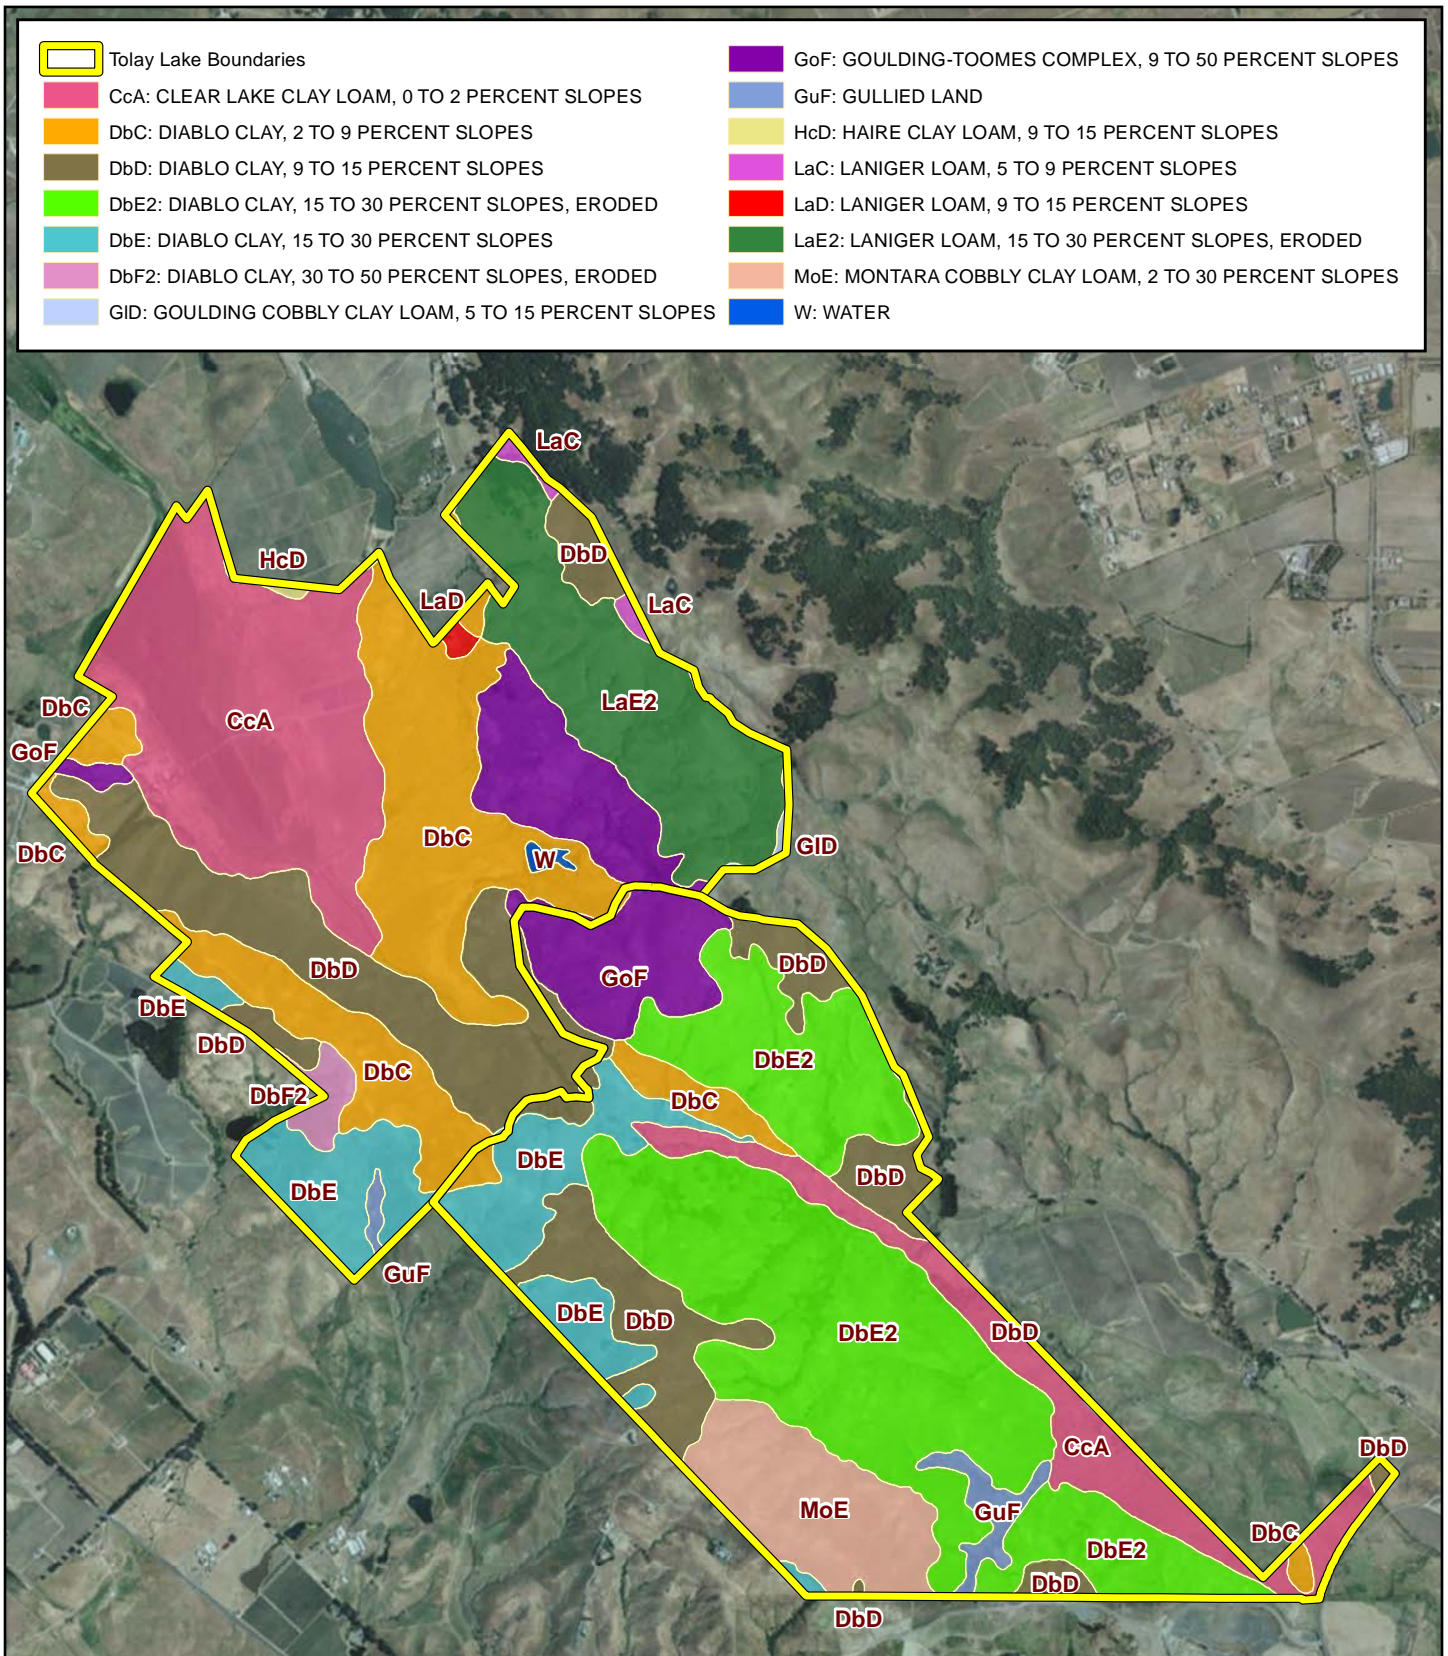 Tolay Lake Boundaries
CcA: CLEAR LAKE CLAY LOAM, 0 TO 2 PERCENT SLOPES
DbC: DIABLO CLAY, 2 TO 9 PERCENT SLOPES
DbD: DIABLO CLAY, 9 TO 15 PERCENT SLOPES
DbE2: DIABLO CLAY, 15 TO 30 PERCENT SLOPES, ERODED
DbE: DIABLO CLAY, 15 TO 30 PERCENT SLOPES
DbF2: DIABLO CLAY, 30 TO 50 PERCENT SLOPES, ERODED
GlD: GOULDING COBBLY CLAY LOAM, 5 TO 15 PERCENT SLOPES
GoF: GOULDING-TOOMES COMPLEX, 9 TO 50 PERCENT SLOPES
GuF: GULLIED LAND
HcD: HAIRE CLAY LOAM, 9 TO 15 PERCENT SLOPES
LaC: LANIGER LOAM, 5 TO 9 PERCENT SLOPES
LaD: LANIGER LOAM, 9 TO 15 PERCENT SLOPES
LaE2: LANIGER LOAM, 15 TO 30 PERCENT SLOPES, ERODED
MoE: MONTARA COBBLY CLAY LOAM, 2 TO 30 PERCENT SLOPES
W: WATER
LaC
DbD
HcD
LaD
LaC
LaE2
DbC
CcA
GoF
DbC
DbC
W
GlD
DbD
GoF
DbD
DbE
DbD
DbE2
DbC
DbC
DbF2
DbE
DbD
DbE
GuF
DbE
DbD
DbE2
DbD
CcA
DbD
MoE
GuF
DbC
DbE2
DbD
DbD